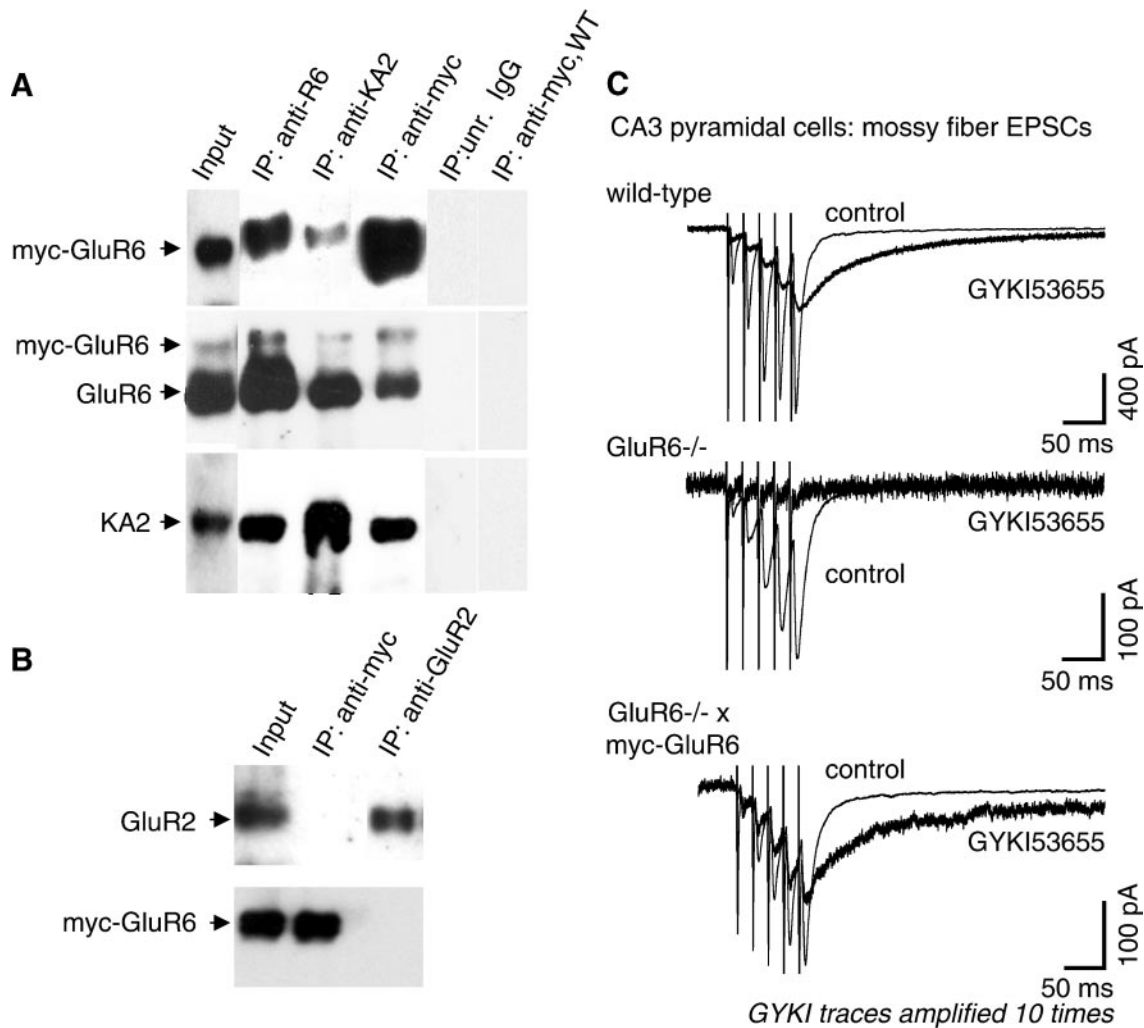 A
Input
IP: anti-R6
IP: anti-KA2
IP: anti-myc
IP:unr. IgG
IP: anti-myc,WT
myc-GluR6
myc-GluR6
GluR6
KA2
B
Input
IP: anti-myc
IP: anti-GluR2
GluR2
myc-GluR6
C
CA3 pyramidal cells: mossy fiber EPSCs
wild-type
control
GYKI53655
400 pA
50 ms
GluR6-/-
GYKI53655
control
100 pA
50 ms
GluR6-/- x
myc-GluR6
control
GYKI53655
100 pA
50 ms
GYKI traces amplified 10 times